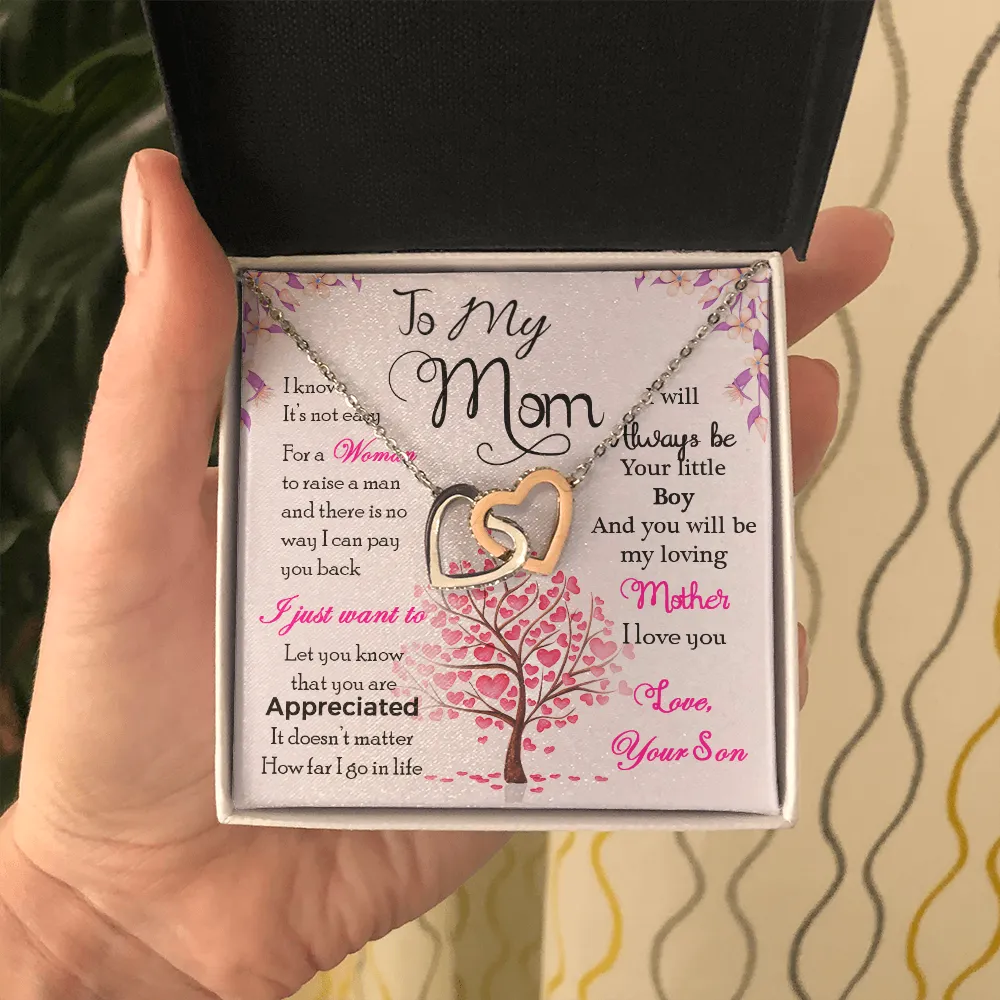 To My
Mom
I know
It's not easy
For a Woman
to raise a man
and there is no
way I can pay
you back
I just want to
Let you know
that you are
Appreciated
It doesn't matter
How far I go in life
I will
Always be
Your little
Boy
And you will be
my loving
Mother
I love you
Love,
Your Son